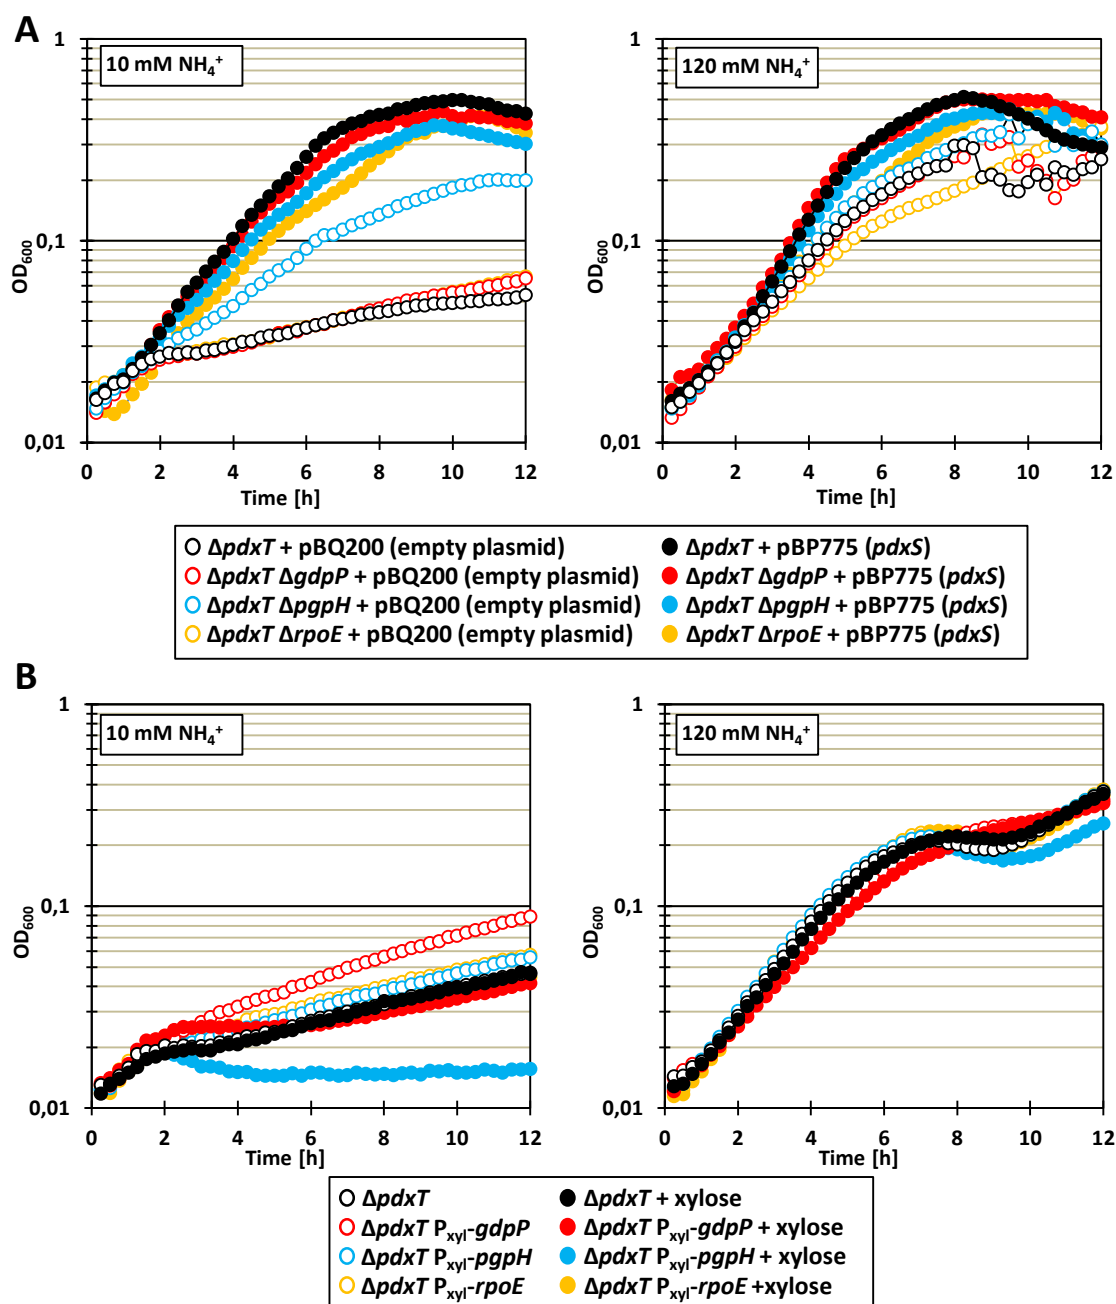 A
10 mM NH₄⁺
120 mM NH₄⁺
1
0,1
0,01
OD₆₀₀
0 2 4 6 8 10 12
Time [h]
1
0,1
0,01
OD₆₀₀
0 2 4 6 8 10 12
Time [h]
ΔpdxT + pBQ200 (empty plasmid)
ΔpdxT ΔgdpP + pBQ200 (empty plasmid)
ΔpdxT ΔpgpH + pBQ200 (empty plasmid)
ΔpdxT ΔrpoE + pBQ200 (empty plasmid)
ΔpdxT + pBP775 (pdxS)
ΔpdxT ΔgdpP + pBP775 (pdxS)
ΔpdxT ΔpgpH + pBP775 (pdxS)
ΔpdxT ΔrpoE + pBP775 (pdxS)
B
10 mM NH₄⁺
120 mM NH₄⁺
1
0,1
0,01
OD₆₀₀
0 2 4 6 8 10 12
Time [h]
1
0,1
0,01
OD₆₀₀
0 2 4 6 8 10 12
Time [h]
ΔpdxT
ΔpdxT Pxyl-gdpP
ΔpdxT Pxyl-pgpH
ΔpdxT Pxyl-rpoE
ΔpdxT + xylose
ΔpdxT Pxyl-gdpP + xylose
ΔpdxT Pxyl-pgpH + xylose
ΔpdxT Pxyl-rpoE +xylose